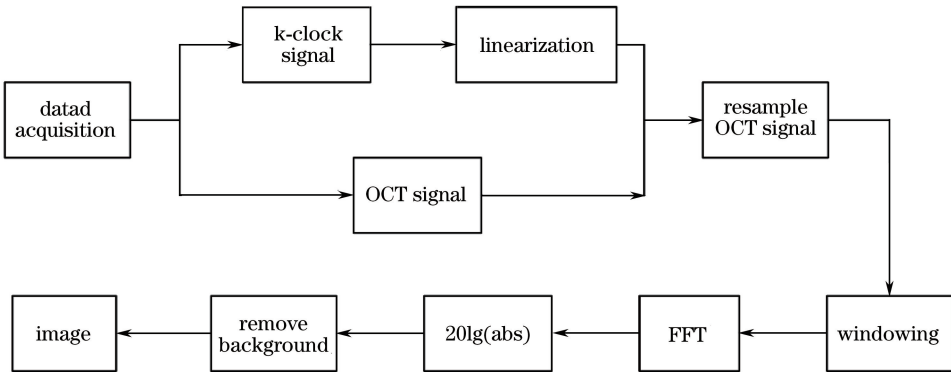 k-clock
signal
linearization
datad
acquisition
resample
OCT signal
OCT signal
image
remove
background
20lg(abs)
FFT
windowing